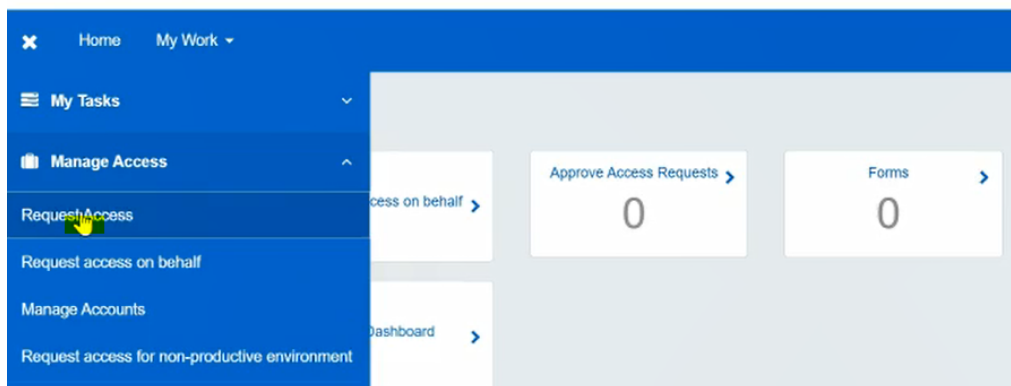 Home My Work
My Tasks
Manage Access
Request Access
Request access on behalf
Manage Accounts
Request access for non-productive environment
cess on behalf
Approve Access Requests
0
Forms
0
Dashboard